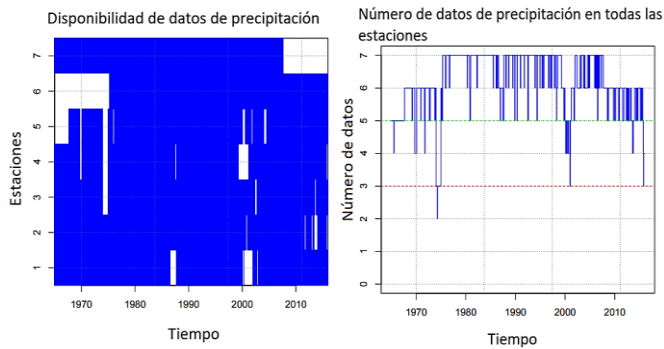 Disponibilidad de datos de precipitación
Estaciones
7
6
5
4
3
2
1
1970 1980 1990 2000 2010
Tiempo
Número de datos de precipitación en todas las
estaciones
Número de datos
7
6
5
4
3
2
1
0
1970 1980 1990 2000 2010
Tiempo